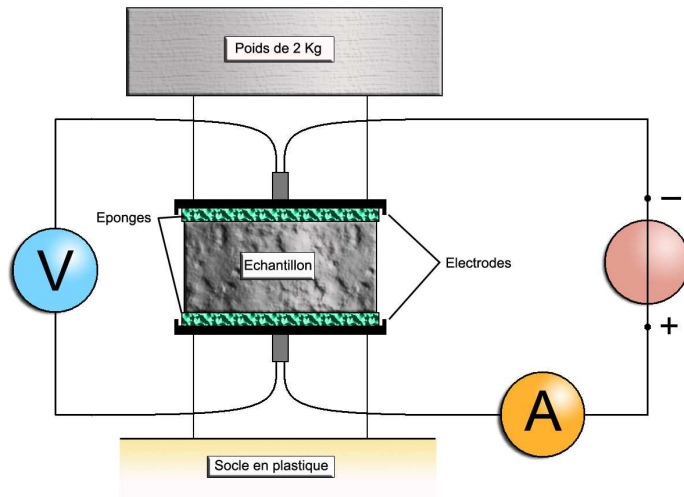 Poids de 2 Kg
Eponges
V
Echantillon
Electrodes
−
+
A
Socle en plastique